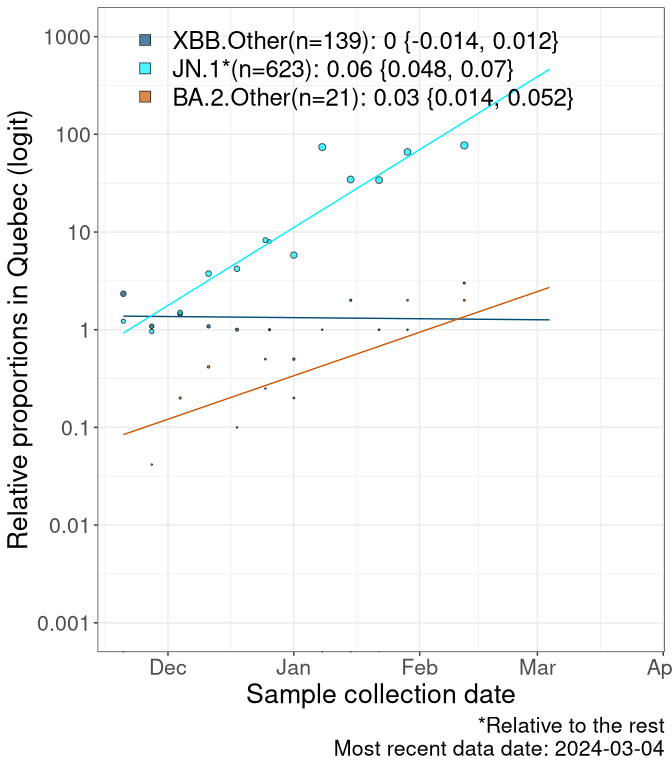 XBB.Other(n=139): 0 {-0.014, 0.012}
JN.1*(n=623): 0.06 {0.048, 0.07}
BA.2.Other(n=21): 0.03 {0.014, 0.052}
Relative proportions in Quebec (logit)
1000
100
10
1
0.1
0.01
0.001
Dec Jan Feb Mar Ap
Sample collection date
*Relative to the rest
Most recent data date: 2024-03-04